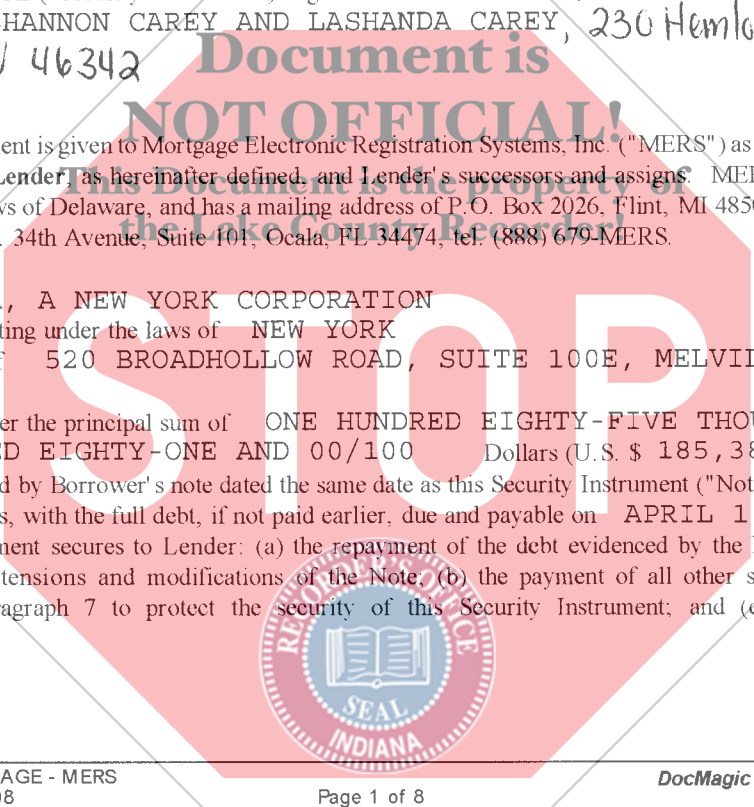 HANNON CAREY AND LASHANDA CAREY, 230 Hemlo
46342
Document is
NOT OFFICIAL!
ent is given to Mortgage Electronic Registration Systems, Inc. ("MERS") as
Lender, as hereinafter defined, and Lender's successors and assigns. MER
This Document is the property of
ws of Delaware, and has a mailing address of P.O. Box 2026, Flint, MI 4850
the Lake County Recorder!
. 34th Avenue, Suite 101, Ocala, FL 34474, tel. (888) 679-MERS.
, A NEW YORK CORPORATION
ting under the laws of NEW YORK
f 520 BROADHOLLOW ROAD, SUITE 100E, MELVIL
STOP
er the principal sum of ONE HUNDRED EIGHTY-FIVE THOU
ED EIGHTY-ONE AND 00/100 Dollars (U.S. $ 185,38
d by Borrower's note dated the same date as this Security Instrument ("Not
s, with the full debt, if not paid earlier, due and payable on APRIL 1
ment secures to Lender: (a) the repayment of the debt evidenced by the
tensions and modifications of the Note; (b) the payment of all other s
ragraph 7 to protect the security of this Security Instrument; and (c
RECORDER'S OFFICE
SEAL
INDIANA
AGE - MERS
DocMagic
08
Page 1 of 8